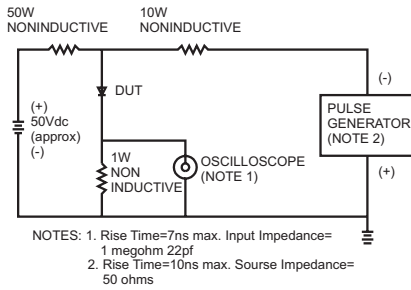 50W
NONINDUCTIVE
10W
NONINDUCTIVE
(+)
50Vdc
(approx)
(-)
DUT
1W
NON
INDUCTIVE
OSCILLOSCOPE
(NOTE 1)
(-)
PULSE
GENERATOR
(NOTE 2)
(+)
NOTES: 1. Rise Time=7ns max. Input Impedance=
1 megohm 22pf
2. Rise Time=10ns max. Sourse Impedance=
50 ohms